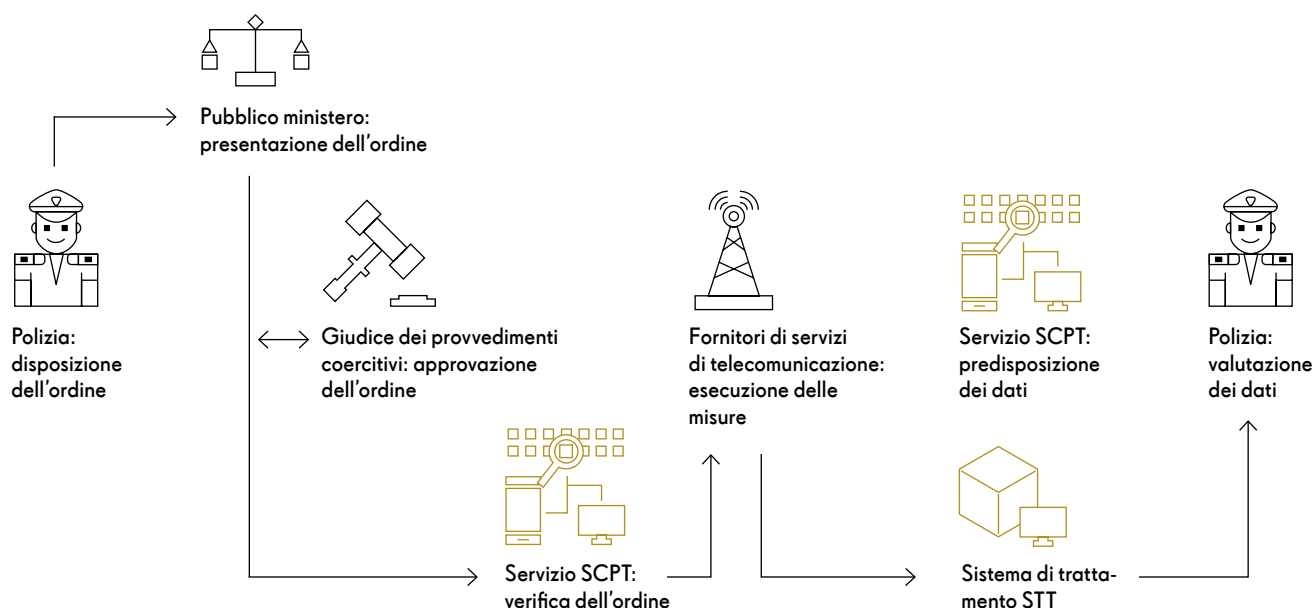 Pubblico ministero:
presentazione dell’ordine
Polizia:
disposizione
dell’ordine
Giudice dei provvedimenti
coercitivi: approvazione
dell’ordine
Fornitori di servizi
di telecomunicazione:
esecuzione delle
misure
Servizio SCPT:
predisposizione
dei dati
Polizia:
valutazione
dei dati
Servizio SCPT:
verifica dell’ordine
Sistema di tratta-
mento STT